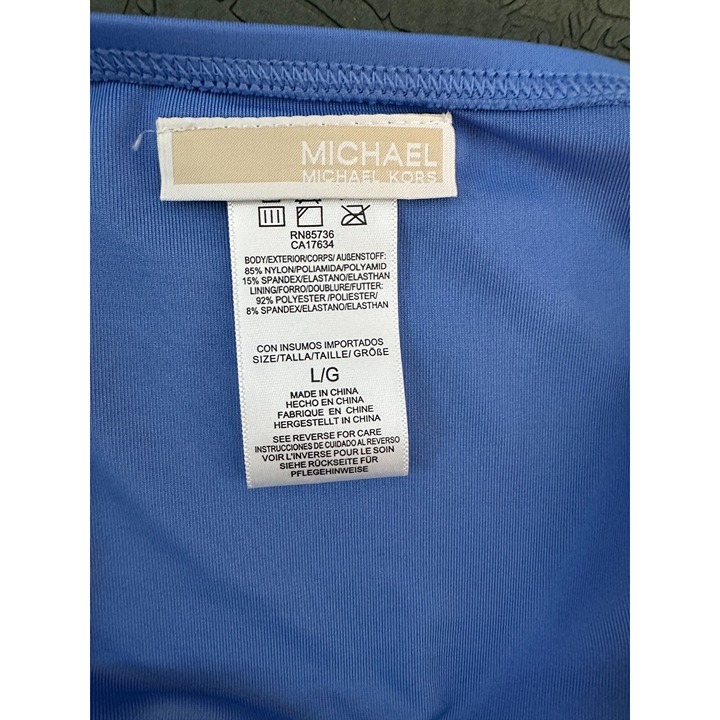 MICHAEL
MICHAEL KORS
RN85736
CA17634
BODY/EXTERIOR/CORPS/ AUßENSTOFF:
85% NYLON/POLIAMIDA/POLYAMID
15% SPANDEX/ELASTANO/ELASTHAN
LINING/FORRO/DOUBLURE/FUTTER:
92% POLYESTER /POLIESTER/
8% SPANDEX/ELASTANO/ELASTHAN
CON INSUMOS IMPORTADOS
SIZE/TALLA/TAILLE/ GRÖßE
L/G
MADE IN CHINA
HECHO EN CHINA
FABRIQUE EN CHINE
HERGESTELLT IN CHINA
SEE REVERSE FOR CARE
INSTRUCCIONES DE CUIDADO AL REVERSO
VOIR L'INVERSE POUR LE SOIN
SIEHE RÜCKSEITE FÜR
PFLEGEHINWEISE